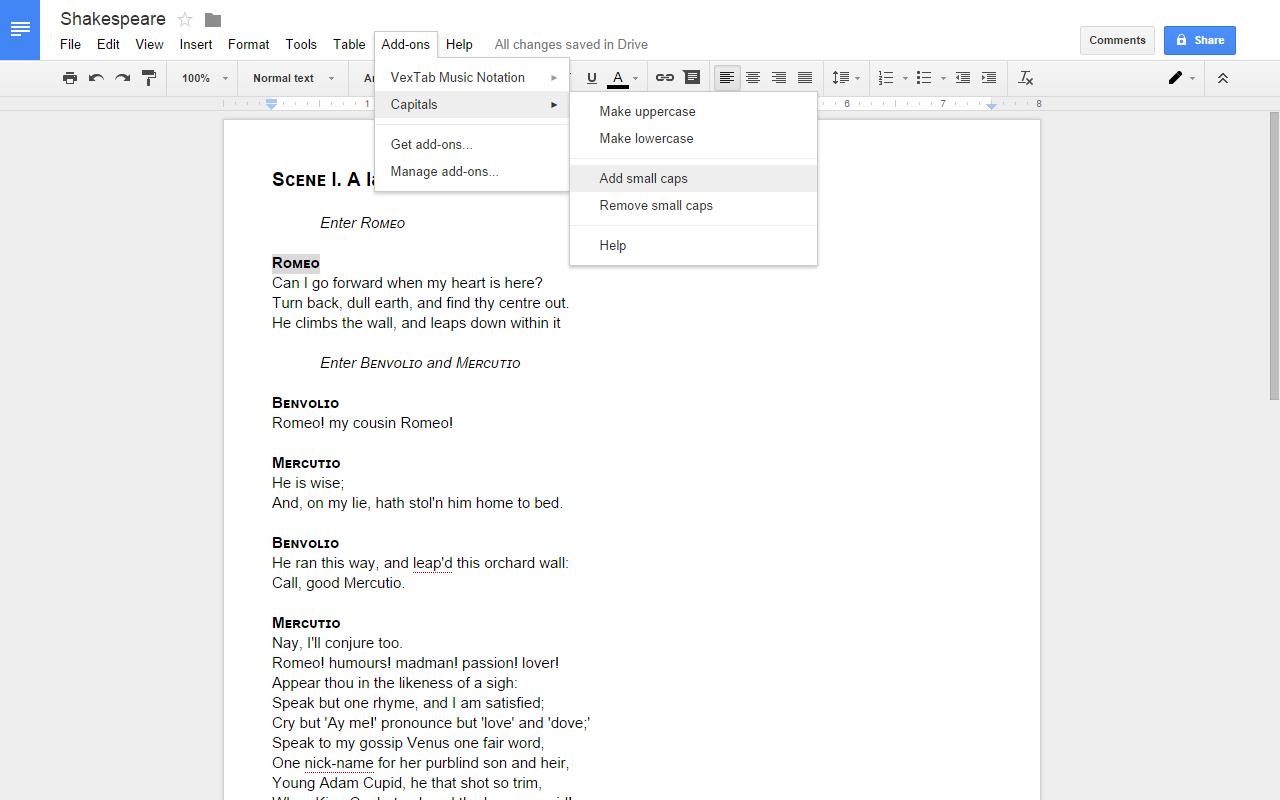 Shakespeare
File Edit View Insert Format Tools Table Add-ons Help All changes saved in Drive
Comments
Share
100% Normal text A
1 6 7 8
VexTab Music Notation
Capitals
Get add-ons...
Manage add-ons...
Make uppercase
Make lowercase
Add small caps
Remove small caps
Help
Scene I. A
Enter Romeo
Romeo
Can I go forward when my heart is here?
Turn back, dull earth, and find thy centre out.
He climbs the wall, and leaps down within it
Enter Benvolio and Mercutio
Benvolio
Romeo! my cousin Romeo!
Mercutio
He is wise;
And, on my lie, hath stol'n him home to bed.
Benvolio
He ran this way, and leap'd this orchard wall:
Call, good Mercutio.
Mercutio
Nay, I'll conjure too.
Romeo! humours! madman! passion! lover!
Appear thou in the likeness of a sigh:
Speak but one rhyme, and I am satisfied;
Cry but 'Ay me!' pronounce but 'love' and 'dove;'
Speak to my gossip Venus one fair word,
One nick-name for her purblind son and heir,
Young Adam Cupid, he that shot so trim,